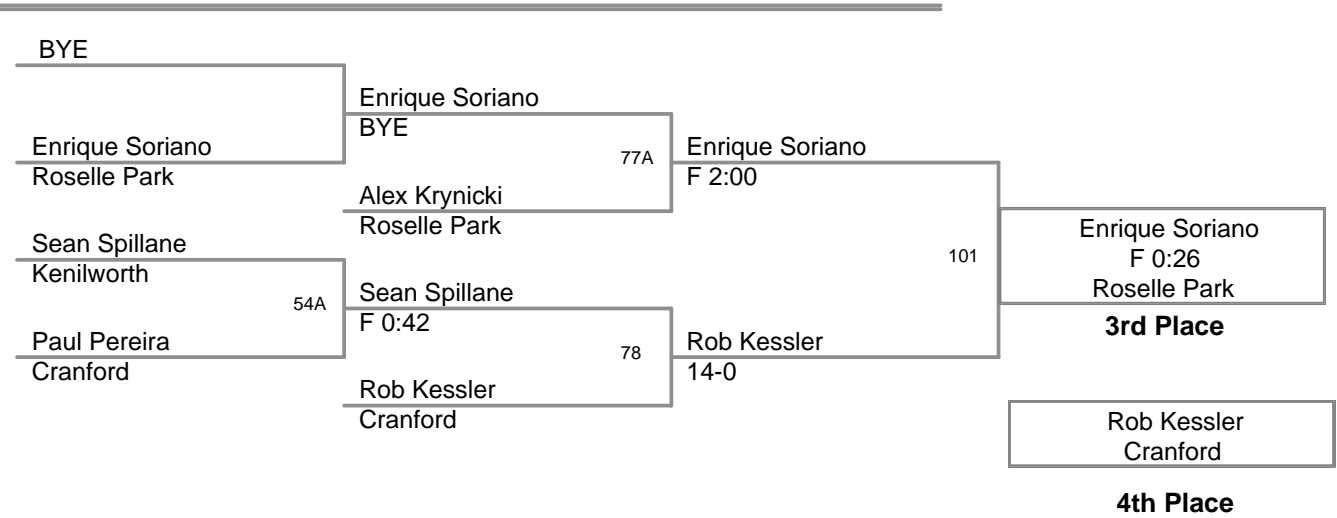 BYE
Enrique Soriano
Roselle Park
Sean Spillane
Kenilworth
54A
Paul Pereira
Cranford
Enrique Soriano
BYE
77A
Alex Krynicki
Roselle Park
Sean Spillane
F 0:42
78
Rob Kessler
Cranford
Enrique Soriano
F 2:00
101
Rob Kessler
14-0
Enrique Soriano
F 0:26
Roselle Park
3rd Place
Rob Kessler
Cranford
4th Place